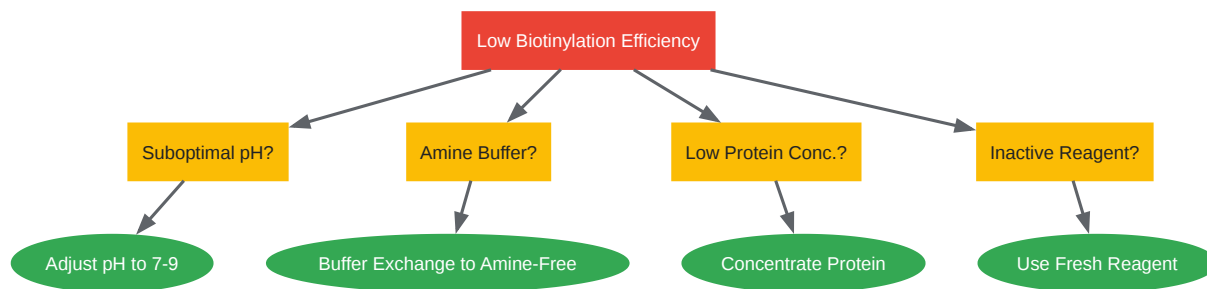 Low Biotinylation Efficiency
Suboptimal pH?
Amine Buffer?
Low Protein Conc.?
Inactive Reagent?
Adjust pH to 7-9
Buffer Exchange to Amine-Free
Concentrate Protein
Use Fresh Reagent